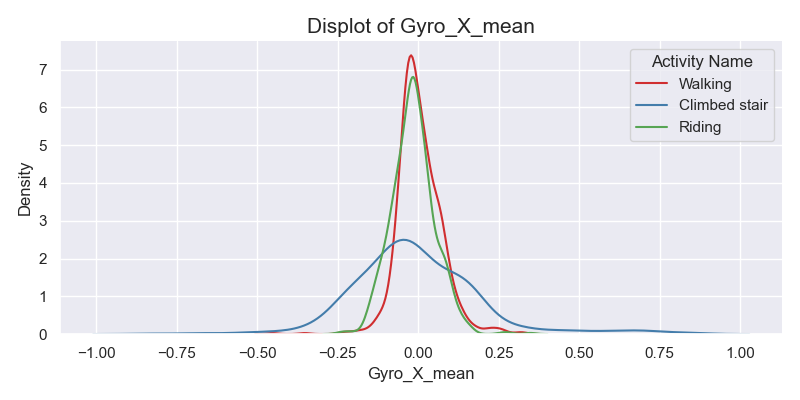 Displot of Gyro_X_mean
Activity Name
Walking
Climbed stair
Riding
Density
7
6
5
4
3
2
1
0
−1.00 −0.75 −0.50 −0.25 0.00 0.25 0.50 0.75 1.00
Gyro_X_mean